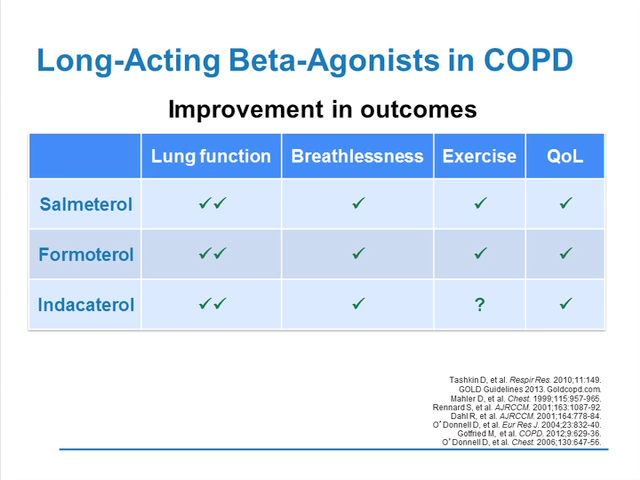 Long-Acting Beta-Agonists in COPD
Improvement in outcomes
Lung function Breathlessness Exercise QoL
Salmeterol ✓✓ ✓ ✓ ✓
Formoterol ✓✓ ✓ ✓ ✓
Indacaterol ✓✓ ✓ ? ✓
Tashkin D, et al. Respir Res. 2010;11:149.
GOLD Guidelines 2013. Goldcopd.com.
Mahler D, et al. Chest. 1999;115:957-965.
Rennard S, et al. AJRCCM. 2001;163:1087-92.
Dahl R, et al. AJRCCM. 2001;164:778-84.
O'Donnell D, et al. Eur Res J. 2004;23:832-40.
Gotfried M, et al. COPD. 2012;9:629-36.
O'Donnell D, et al. Chest. 2006;130:647-56.